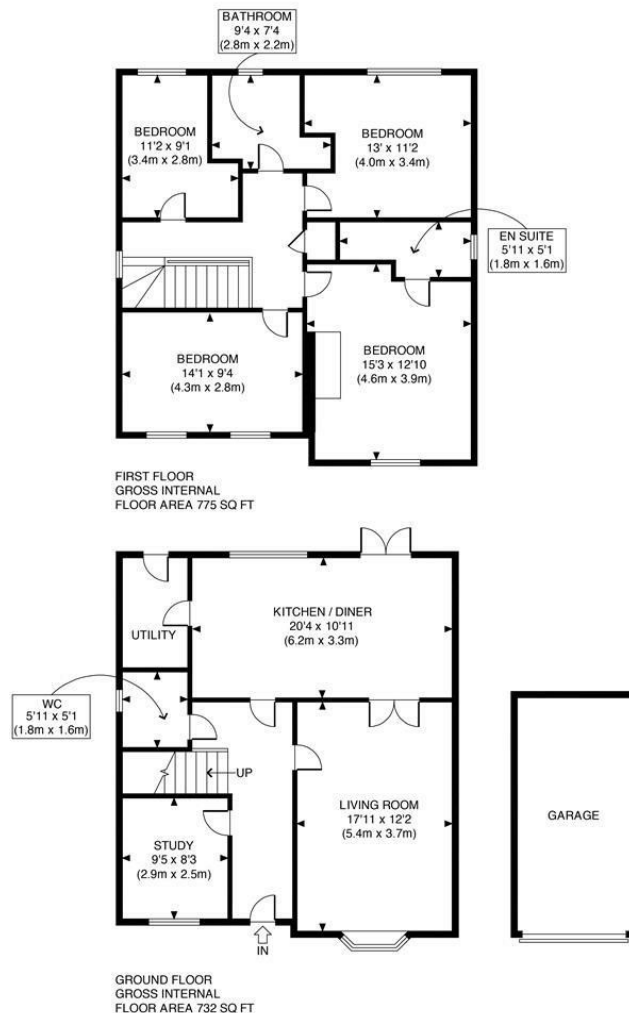 BATHROOM
9'4 x 7'4
(2.8m x 2.2m)
BEDROOM
11'2 x 9'1
(3.4m x 2.8m)
BEDROOM
13' x 11'2
(4.0m x 3.4m)
EN SUITE
5'11 x 5'1
(1.8m x 1.6m)
BEDROOM
14'1 x 9'4
(4.3m x 2.8m)
BEDROOM
15'3 x 12'10
(4.6m x 3.9m)
FIRST FLOOR
GROSS INTERNAL
FLOOR AREA 775 SQ FT
KITCHEN / DINER
20'4 x 10'11
(6.2m x 3.3m)
UTILITY
WC
5'11 x 5'1
(1.8m x 1.6m)
UP
LIVING ROOM
17'11 x 12'2
(5.4m x 3.7m)
GARAGE
STUDY
9'5 x 8'3
(2.9m x 2.5m)
IN
GROUND FLOOR
GROSS INTERNAL
FLOOR AREA 732 SQ FT